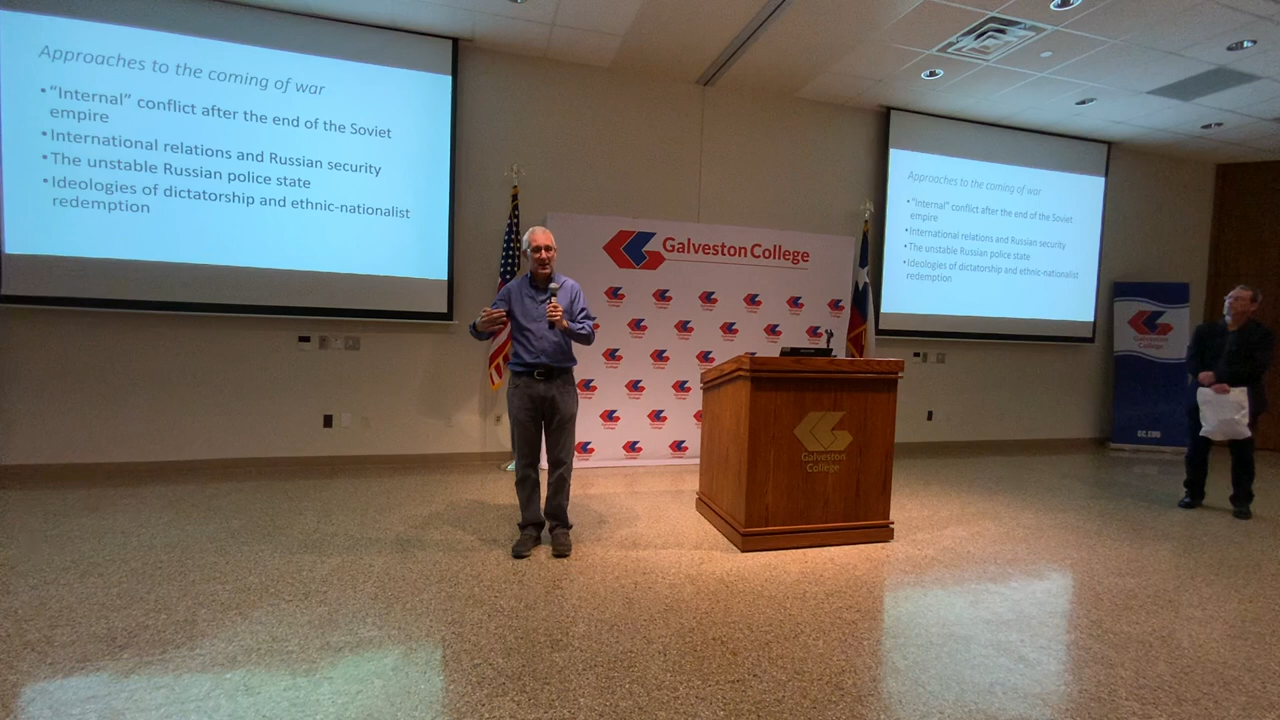 Approaches to the coming of war
•“Internal” conflict after the end of the Soviet
empire
•International relations and Russian security
•The unstable Russian police state
•Ideologies of dictatorship and ethnic-nationalist
redemption
Galveston College
Approaches to the coming of war
•“Internal” conflict after the end of the Soviet
empire
•International relations and Russian security
•The unstable Russian police state
•Ideologies of dictatorship and ethnic-nationalist
redemption
Galveston
College
Galveston
College
GC.EDU